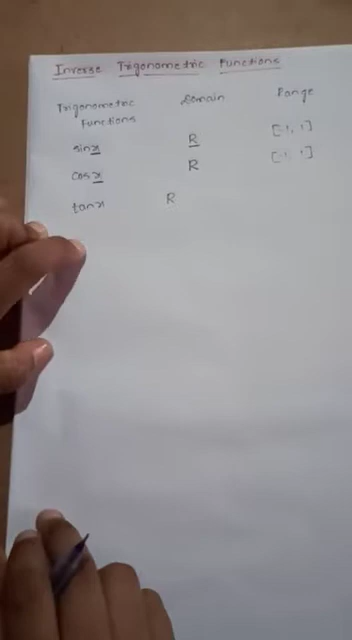 Inverse Trigonometric Functions
Trigonometric Functions Domain Range
sinx R [-1, 1]
cosx R [-1, 1]
tanx R